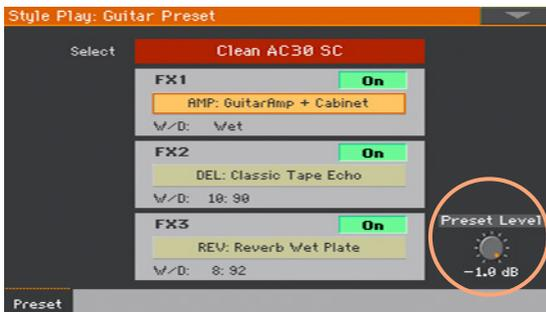 Style Play: Guitar Preset
Select Clean AC30 SC
FX1 On
AMP: GuitarAmp + Cabinet
W/D: Wet
FX2 On
DEL: Classic Tape Echo
W/D: 10:90
FX3 On
REV: Reverb Wet Plate
W/D: 8:92
Preset Level
-1.0 dB
Preset